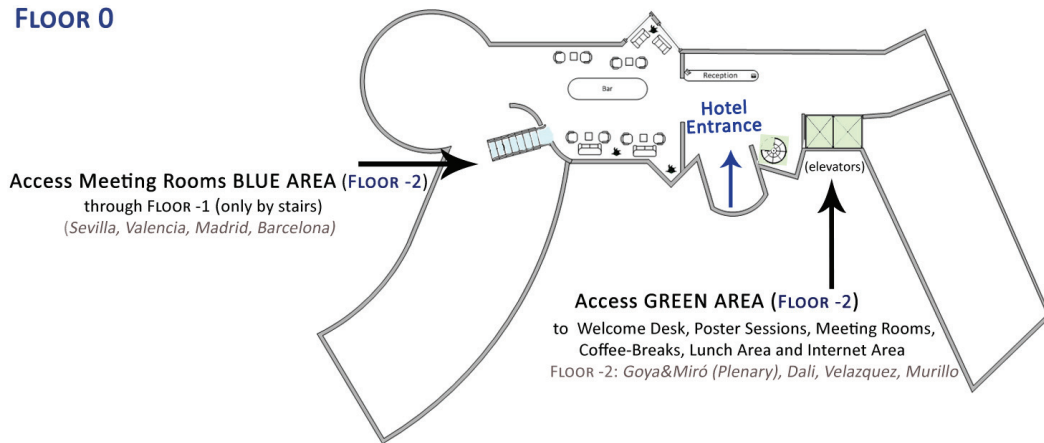 FLOOR 0
Reception
Bar
Hotel
Entrance
(elevators)
Access Meeting Rooms BLUE AREA (FLOOR -2)
through FLOOR -1 (only by stairs)
(Sevilla, Valencia, Madrid, Barcelona)
Access GREEN AREA (FLOOR -2)
to Welcome Desk, Poster Sessions, Meeting Rooms,
Coffee-Breaks, Lunch Area and Internet Area
FLOOR -2: Goya&Miró (Plenary), Dali, Velazquez, Murillo